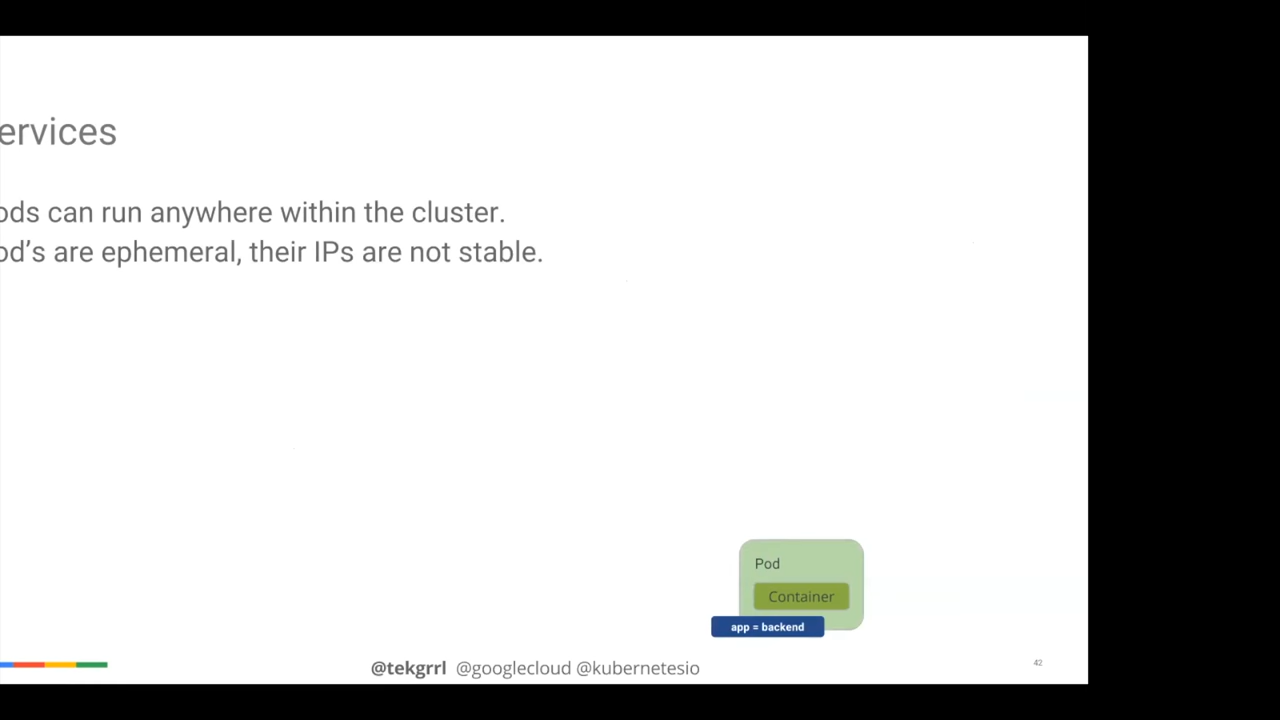 ervices
ods can run anywhere within the cluster.
od's are ephemeral, their IPs are not stable.
Pod
Container
app = backend
@tekgrrl @googlecloud @kubernetesio
42